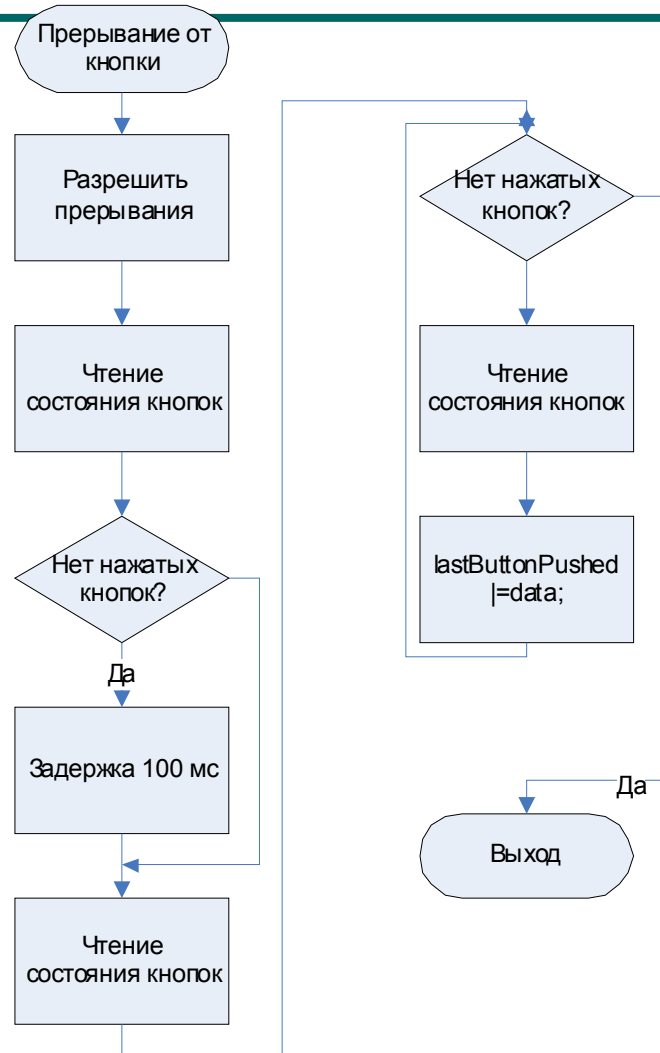 Прерывание от
кнопки
Разрешить
прерывания
Чтение
состояния кнопок
Нет нажатых
кнопок?
Да
Задержка 100 мс
Чтение
состояния кнопок
Нет нажатых
кнопок?
Чтение
состояния кнопок
lastButtonPushed
|=data;
Да
Выход